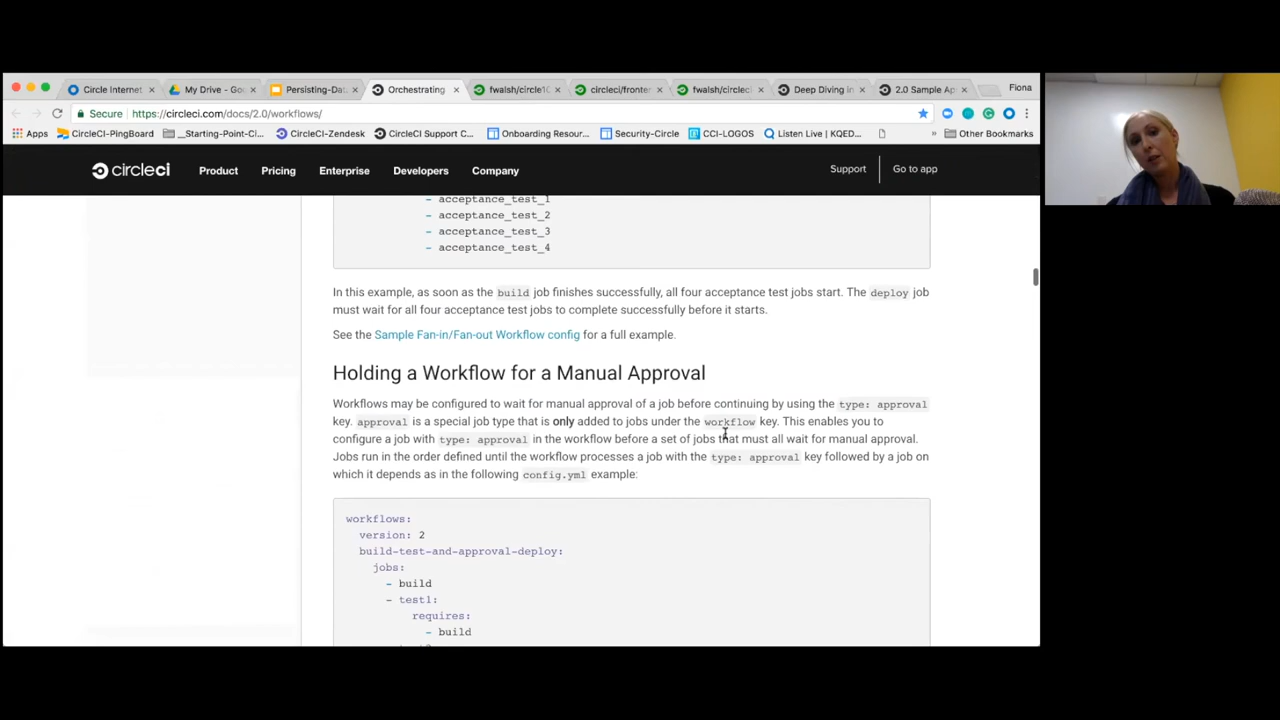 Circle Internet
My Drive - Goo
Persisting-Dat
Orchestrating
fwalsh/circle10
circleci/fronter
fwalsh/circleci
Deep Diving in
2.0 Sample Ap
Fiona
Secure
https://circleci.com/docs/2.0/workflows/
Apps
CircleCI-PingBoard
__Starting-Point-Ci...
CircleCI-Zendesk
CircleCI Support C...
Onboarding Resour...
Security-Circle
CCI-LOGOS
Listen Live | KQED...
»
Other Bookmarks
circleci
Product
Pricing
Enterprise
Developers
Company
Support
Go to app
- acceptance_test_1
- acceptance_test_2
- acceptance_test_3
- acceptance_test_4
In this example, as soon as the build job finishes successfully, all four acceptance test jobs start. The deploy job
must wait for all four acceptance test jobs to complete successfully before it starts.
See the Sample Fan-in/Fan-out Workflow config for a full example.
Holding a Workflow for a Manual Approval
Workflows may be configured to wait for manual approval of a job before continuing by using the type: approval
key. approval is a special job type that is only added to jobs under the workflow key. This enables you to
configure a job with type: approval in the workflow before a set of jobs that must all wait for manual approval.
Jobs run in the order defined until the workflow processes a job with the type: approval key followed by a job on
which it depends as in the following config.yml example:
workflows:
version: 2
build-test-and-approval-deploy:
jobs:
- build
- test1:
requires:
- build